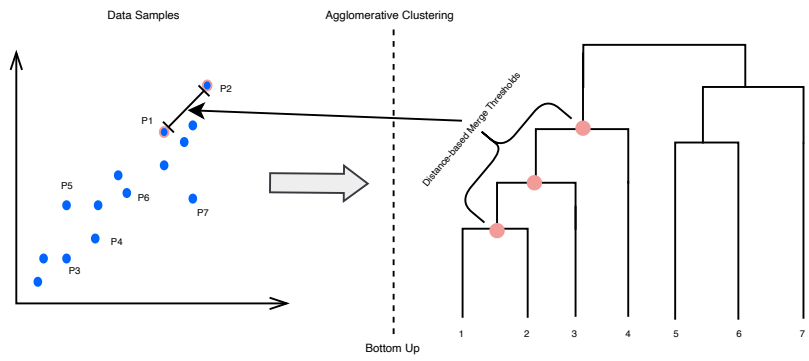 Data Samples
Agglomerative Clustering
P2
P1
Distance-based Merge Thresholds
P5
P6
P7
P4
P3
1 2 3 4 5 6 7
Bottom Up